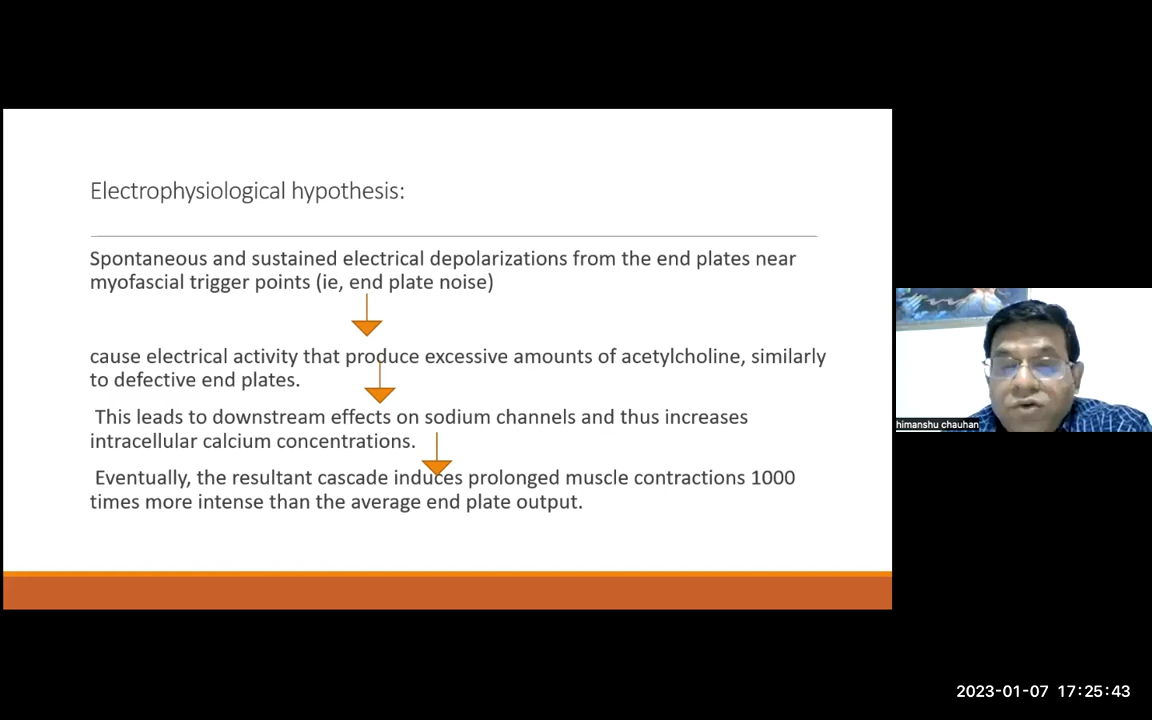 Electrophysiological hypothesis:
Spontaneous and sustained electrical depolarizations from the end plates near
myofascial trigger points (ie, end plate noise)
cause electrical activity that produce excessive amounts of acetylcholine, similarly
to defective end plates.
This leads to downstream effects on sodium channels and thus increases
intracellular calcium concentrations.
Eventually, the resultant cascade induces prolonged muscle contractions 1000
times more intense than the average end plate output.
himanshu chauhan
2023-01-07 17:25:43